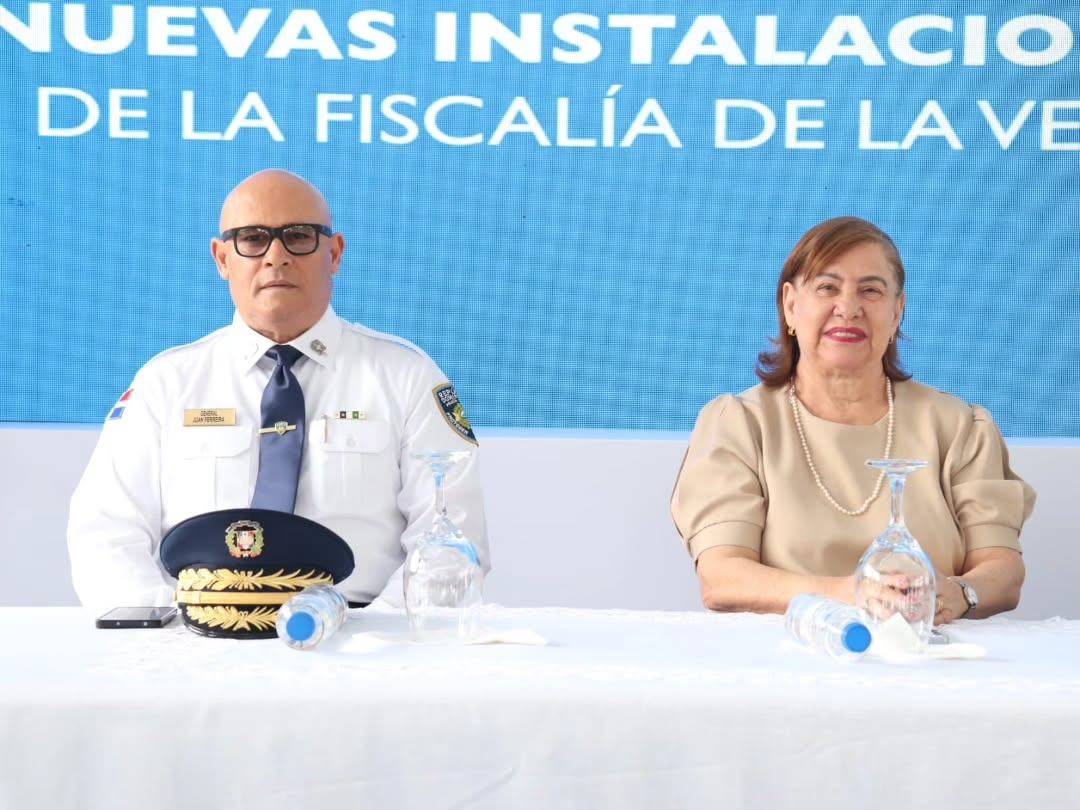 NUEVAS INSTALACIO
DE LA FISCALÍA DE LA VE
GENERAL
JUAN FERREIRA